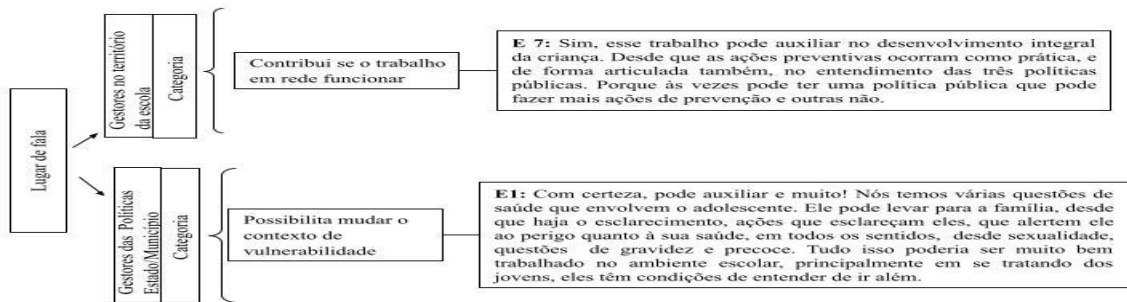 Lugar de fala
Gestores no território
da escola
Categoria
Contribui se o trabalho
em rede funcionar
E 7: Sim, esse trabalho pode auxiliar no desenvolvimento integral
da criança. Desde que as ações preventivas ocorram como prática, e
de forma articulada também, no entendimento das três políticas
públicas. Porque às vezes pode ter uma política pública que pode
fazer mais ações de prevenção e outras não.
Gestores das Políticas
Estado/Município
Categoria
Possibilita mudar o
contexto de
vulnerabilidade
E1: Com certeza, pode auxiliar e muito! Nós temos várias questões de
saúde que envolvem o adolescente. Ele pode levar para a família, desde
que haja o esclarecimento, ações que esclareçam eles, que alertem ele
ao perigo quanto à sua saúde, em todos os sentidos, desde sexualidade,
questões de gravidez e precoce. Tudo isso poderia ser muito bem
trabalhado no ambiente escolar, principalmente em se tratando dos
jovens, eles têm condições de entender de ir além.